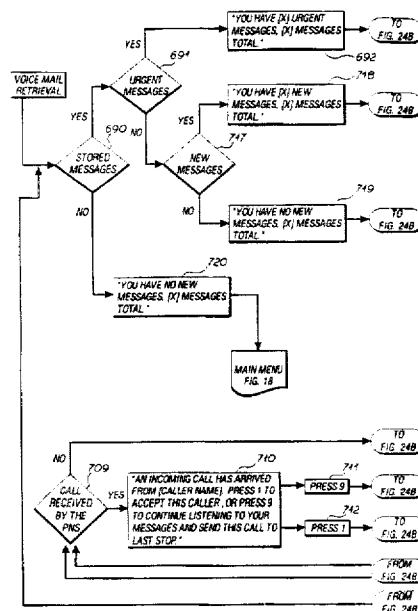 "YOU HAVE [X] URGENT
MESSAGES, [X] MESSAGES
TOTAL."
TO
FIG. 24B
YES
694
692
URGENT
MESSAGES
VOICE MAIL
RETRIEVAL
YES
690
STORED
MESSAGES
NO
748
"YOU HAVE [X] NEW
MESSAGES, [X] MESSAGES
TOTAL."
TO
FIG. 24B
YES
747
NEW
MESSAGES
NO
749
"YOU HAVE NO NEW
MESSAGES, [X] MESSAGES
TOTAL."
TO
FIG. 24B
NO
720
"YOU HAVE NO NEW
MESSAGES, [X] MESSAGES
TOTAL."
MAIN MENU
FIG. 18
NO
TO
FIG. 24B
709
CALL
RECEIVED
BY THE
PNS
YES
710
"AN INCOMING CALL HAS ARRIVED
FROM [CALLER NAME]. PRESS 1 TO
ACCEPT THIS CALLER, OR PRESS 9
TO CONTINUE LISTENING TO YOUR
MESSAGES AND SEND THIS CALL TO
LAST STOP."
711
PRESS 9
TO
FIG. 24B
712
PRESS 1
TO
FIG. 24B
FROM
FIG. 24B
FROM
FIG. 24B